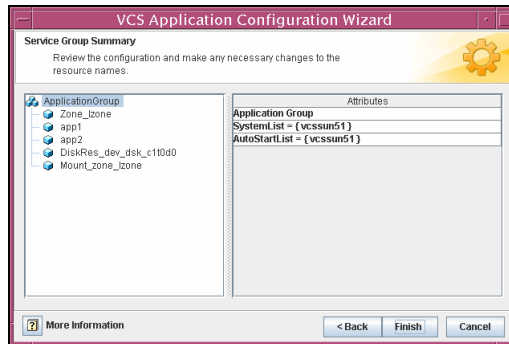 VCS Application Configuration Wizard
Service Group Summary
Review the configuration and make any necessary changes to the
resource names.
ApplicationGroup
Zone_lzone
app1
app2
DiskRes_dev_dsk_c1t0d0
Mount_zone_lzone
Attributes
Application Group
SystemList = { vcssun51 }
AutoStartList = { vcssun51 }
? More Information
< Back
Finish
Cancel